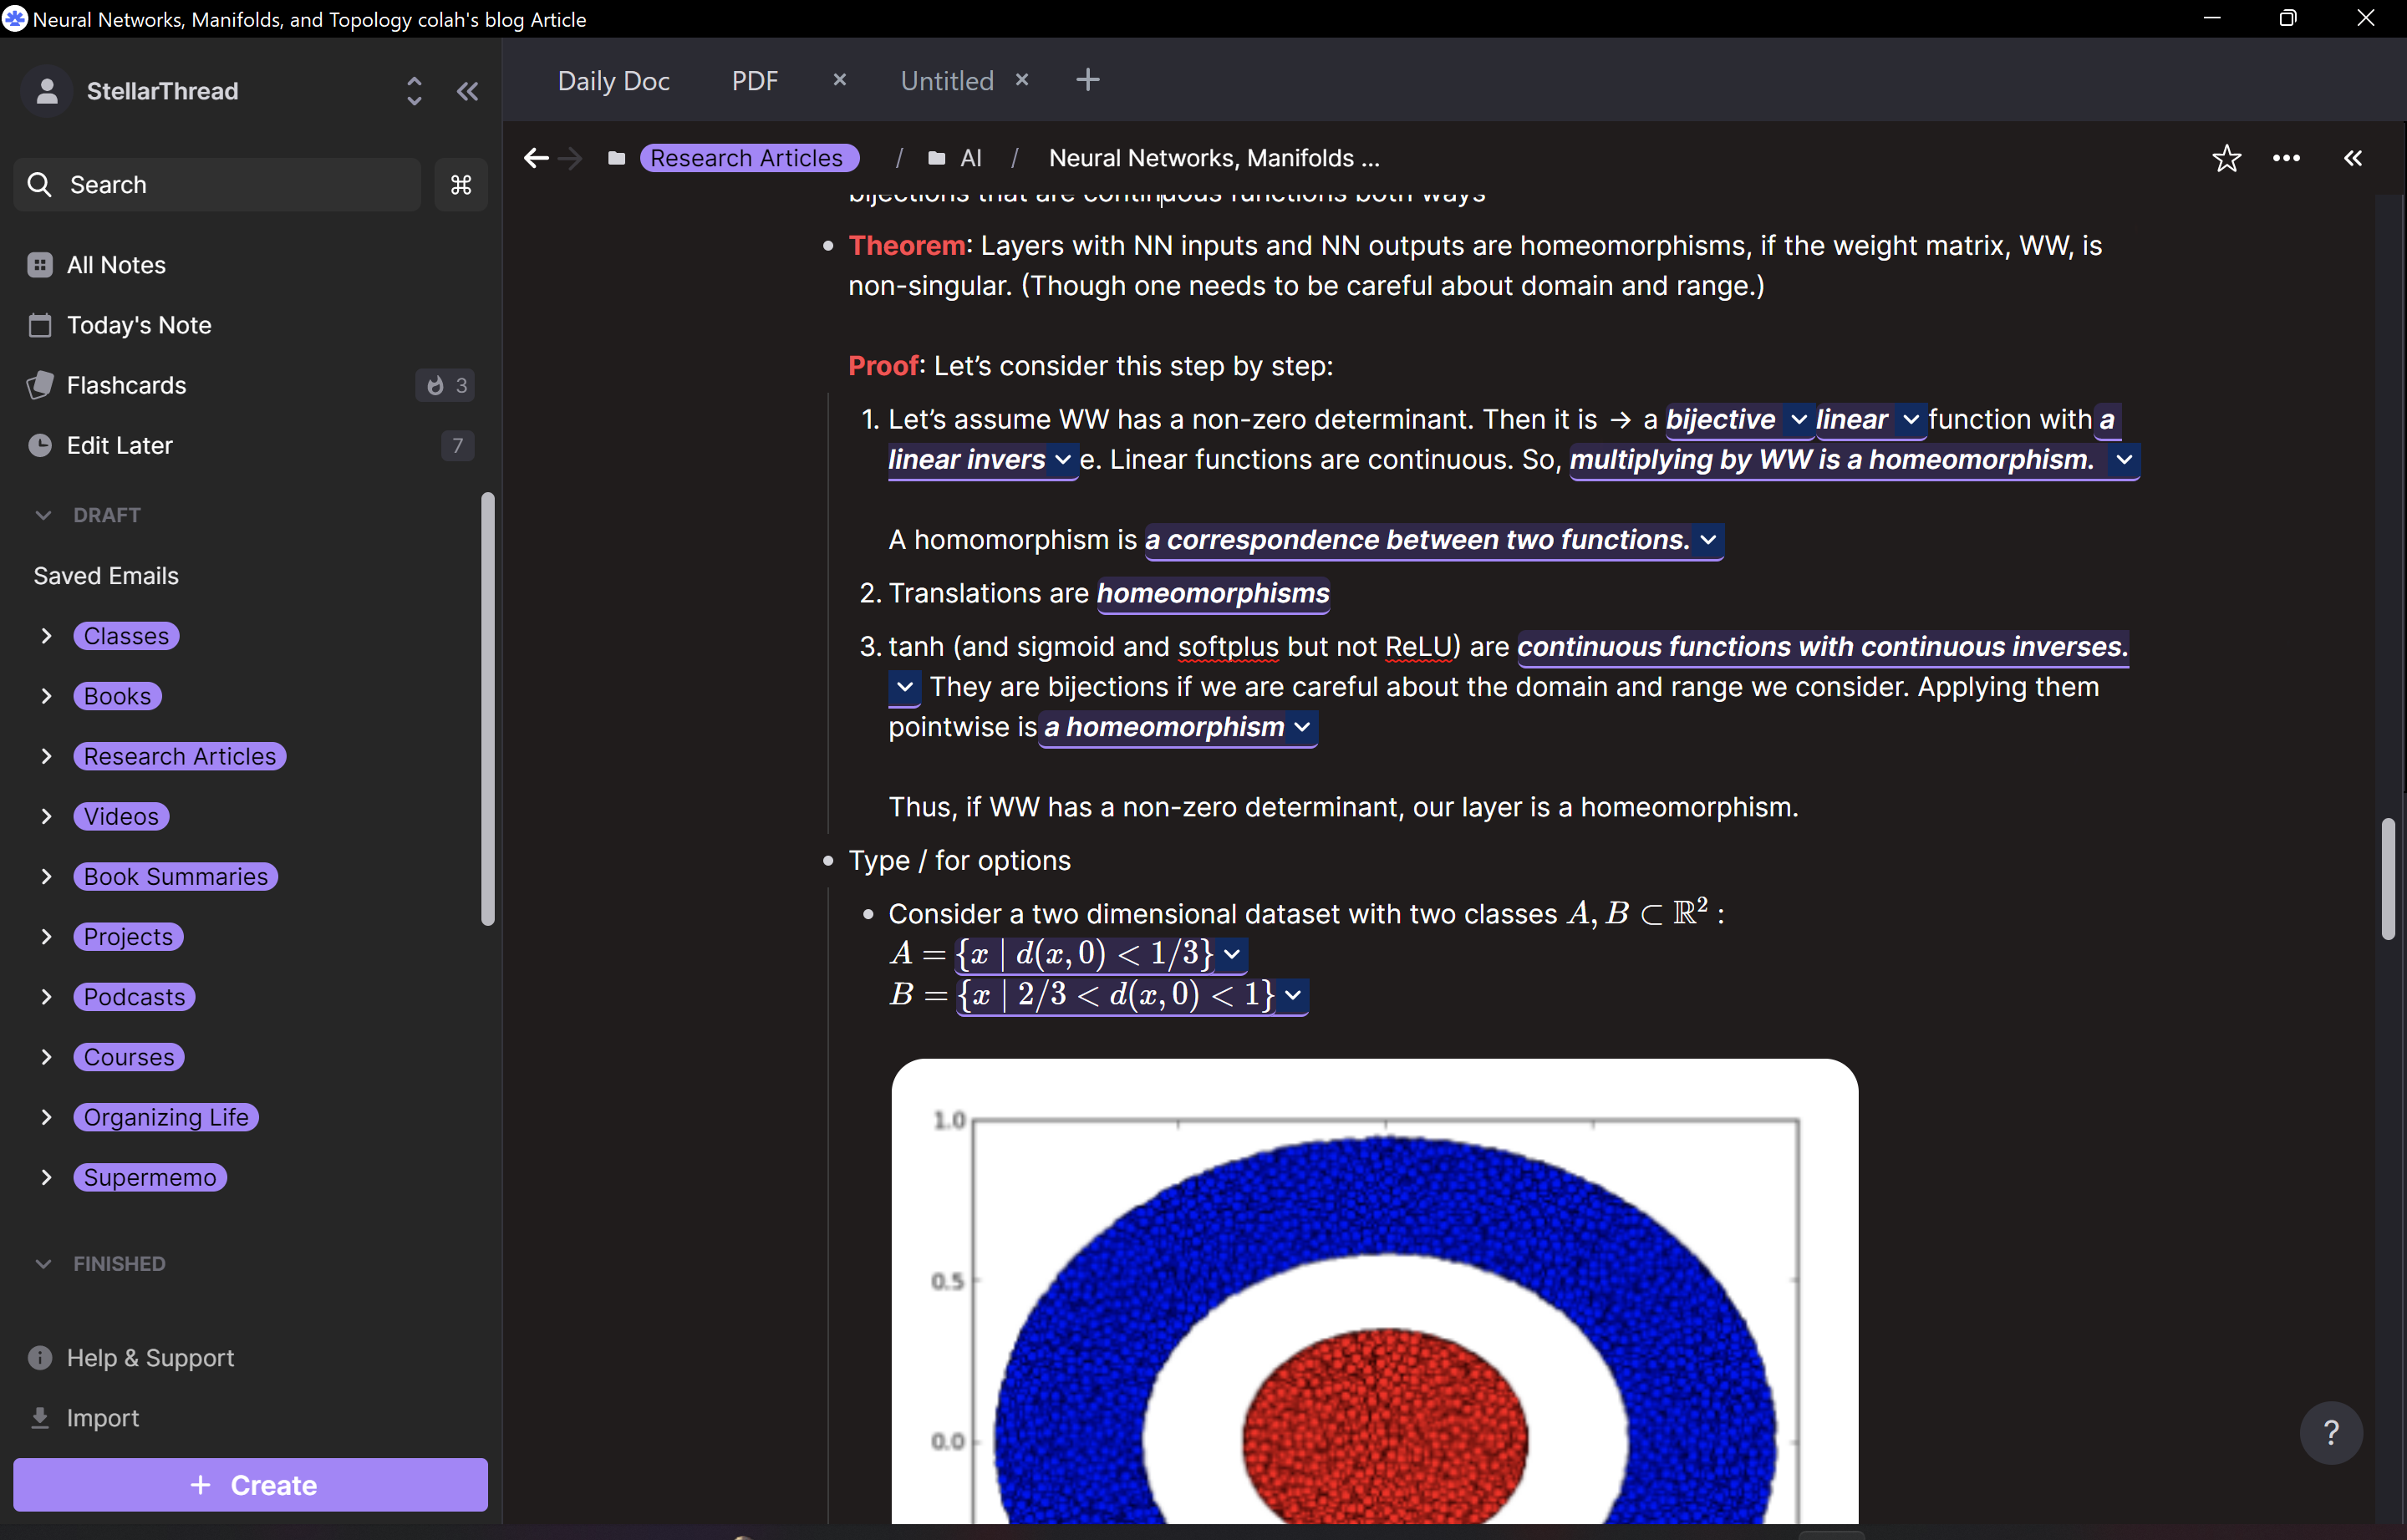 Neural Networks, Manifolds, and Topology colah's blog Article
StellarThread
Search
All Notes
Today's Note
Flashcards
3
Edit Later
7
DRAFT
Saved Emails
Classes
Books
Research Articles
Videos
Book Summaries
Projects
Podcasts
Courses
Organizing Life
Supermemo
FINISHED
Help & Support
Import
+ Create
Daily Doc PDF × Untitled × +
Research Articles / AI / Neural Networks, Manifolds ...
bijections that are continuous functions both ways
• Theorem: Layers with NN inputs and NN outputs are homeomorphisms, if the weight matrix, WW, is
non-singular. (Though one needs to be careful about domain and range.)
Proof: Let’s consider this step by step:
1. Let’s assume WW has a non-zero determinant. Then it is → a bijective linear function with a
linear inverse. Linear functions are continuous. So, multiplying by WW is a homeomorphism.
A homomorphism is a correspondence between two functions.
2. Translations are homeomorphisms
3. tanh (and sigmoid and softplus but not ReLU) are continuous functions with continuous inverses.
They are bijections if we are careful about the domain and range we consider. Applying them
pointwise is a homeomorphism
Thus, if WW has a non-zero determinant, our layer is a homeomorphism.
• Type / for options
• Consider a two dimensional dataset with two classes A, B ⊂ ℝ² :
A = {x | d(x, 0) < 1/3}
B = {x | 2/3 < d(x, 0) < 1}
1.0
0.5
0.0
?